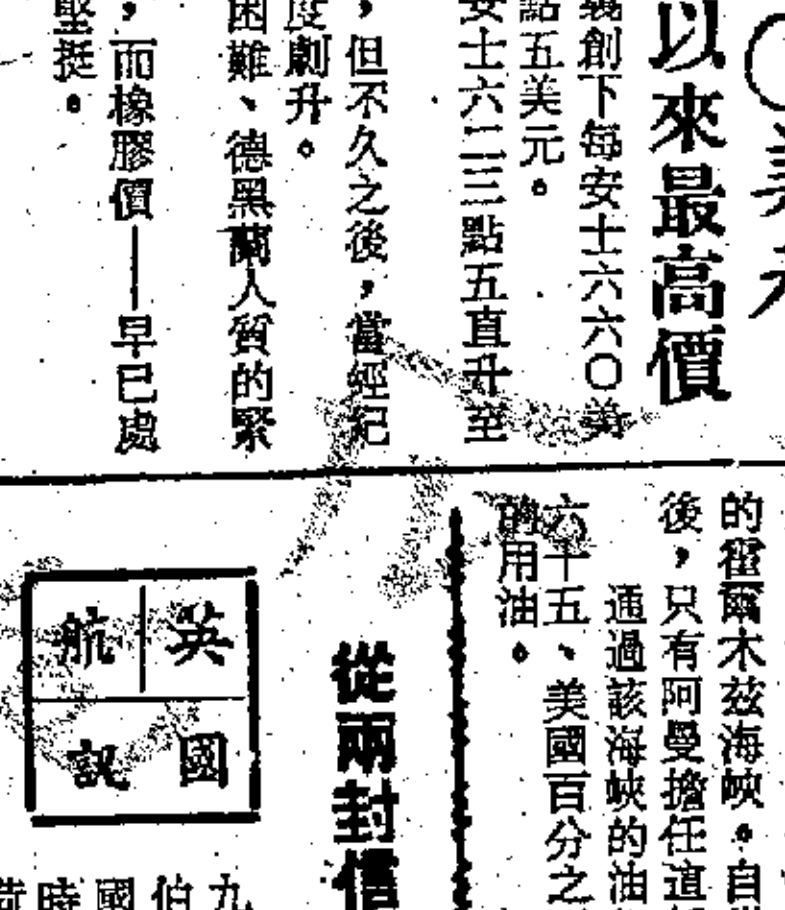 以來最高價
義創下每安士六六〇美
點五美元。
安士六二三點五直升至
，但不久之後，當經紀
度劇升。
困難、德黑蘭人質的緊
，而橡膠價——早已處
堅挺。
的霍爾木茲海峽。自
後，只有阿曼擔任這
通過該海峽的油
六十五、美國百分之
的用油。
從兩封信
英國
航訊
九
伯
國
時